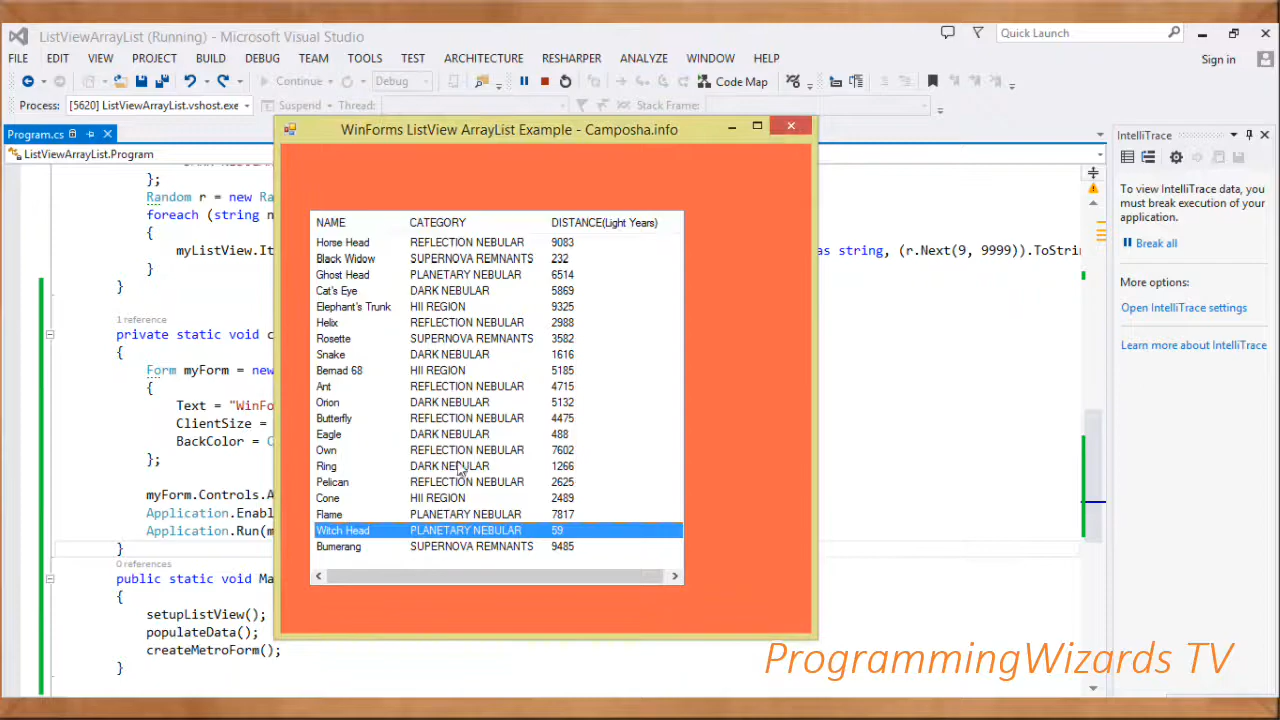 ListViewArrayList (Running) - Microsoft Visual Studio
Quick Launch
FILE EDIT VIEW PROJECT BUILD DEBUG TEAM TOOLS TEST ARCHITECTURE RESHARPER ANALYZE WINDOW HELP
Sign in
Continue Debug Code Map
Process: [5620] ListViewArrayList.vshost.exe Suspend Thread: Stack Frame:
Program.cs
ListViewArrayList.Program
};
Random r = new Ra
foreach (string n
{
myListView.Ite
as string, (r.Next(9, 9999)).ToStrin
}
}
1 reference
private static void c
{
Form myForm = new
{
Text = "WinFo
ClientSize =
BackColor = C
};
myForm.Controls.A
Application.Enabl
Application.Run(m
}
0 references
public static void Ma
{
setupListView();
populateData();
createMetroForm();
}
WinForms ListView ArrayList Example - Camposha.info
NAME CATEGORY DISTANCE(Light Years)
Horse Head REFLECTION NEBULAR 9083
Black Widow SUPERNOVA REMNANTS 232
Ghost Head PLANETARY NEBULAR 6514
Cat's Eye DARK NEBULAR 5869
Elephant's Trunk HII REGION 9325
Helix REFLECTION NEBULAR 2988
Rosette SUPERNOVA REMNANTS 3582
Snake DARK NEBULAR 1616
Bernad 68 HII REGION 5185
Ant REFLECTION NEBULAR 4715
Orion DARK NEBULAR 5132
Butterfly REFLECTION NEBULAR 4475
Eagle DARK NEBULAR 488
Own REFLECTION NEBULAR 7602
Ring DARK NEBULAR 1266
Pelican REFLECTION NEBULAR 2625
Cone HII REGION 2489
Flame PLANETARY NEBULAR 7817
Witch Head PLANETARY NEBULAR 59
Bumerang SUPERNOVA REMNANTS 9485
IntelliTrace
To view IntelliTrace data, you
must break execution of your
application.
Break all
More options:
Open IntelliTrace settings
Learn more about IntelliTrace
ProgrammingWizards TV